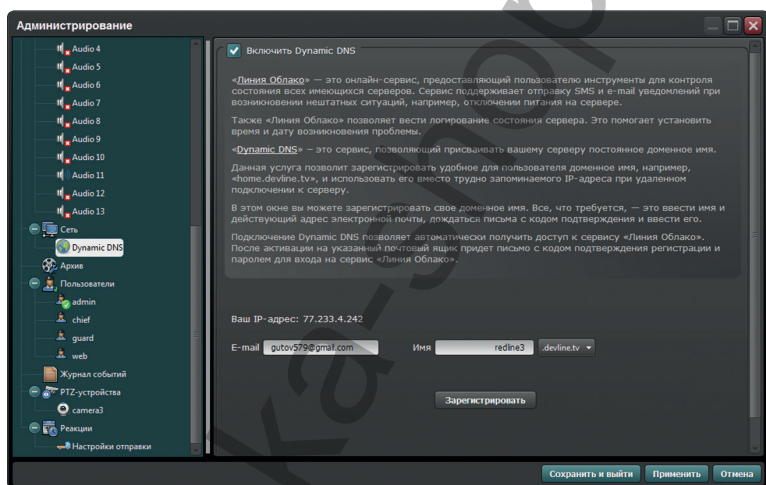 Администрирование
Audio 4
Audio 5
Audio 6
Audio 7
Audio 8
Audio 9
Audio 10
Audio 11
Audio 12
Audio 13
Сеть
Dynamic DNS
Архив
Пользователи
admin
chief
guard
web
Журнал событий
PTZ-устройства
camera3
Реакции
Настройки отправки
Включить Dynamic DNS
«Линия Облако» — это онлайн-сервис, предоставляющий пользователю инструменты для контроля
состояния всех имеющихся серверов. Сервис поддерживает отправку SMS и e-mail уведомлений при
возникновении нештатных ситуаций, например, отключении питания на сервере.
Также «Линия Облако» позволяет вести логирование состояния сервера. Это помогает установить
время и дату возникновения проблемы.
«Dynamic DNS» – это сервис, позволяющий присваивать вашему серверу постоянное доменное имя.
Данная услуга позволит зарегистрировать удобное для пользователя доменное имя, например,
«home.devline.tv», и использовать его вместо трудно запоминаемого IP-адреса при удаленном
подключении к серверу.
В этом окне вы можете зарегистрировать свое доменное имя. Все, что требуется, — это ввести имя и
действующий адрес электронной почты, дождаться письма с кодом подтверждения и ввести его.
Подключение Dynamic DNS позволяет автоматически получить доступ к сервису «Линия Облако».
После активации на указанный почтовый ящик придет письмо с кодом подтверждения регистрации и
паролем для входа на сервис «Линия Облако».
Ваш IP-адрес: 77.233.4.242
E-mail gutov579@gmail.com Имя redline3 .devline.tv
Зарегистрировать
Сохранить и выйти Применить Отмена
ka-shop